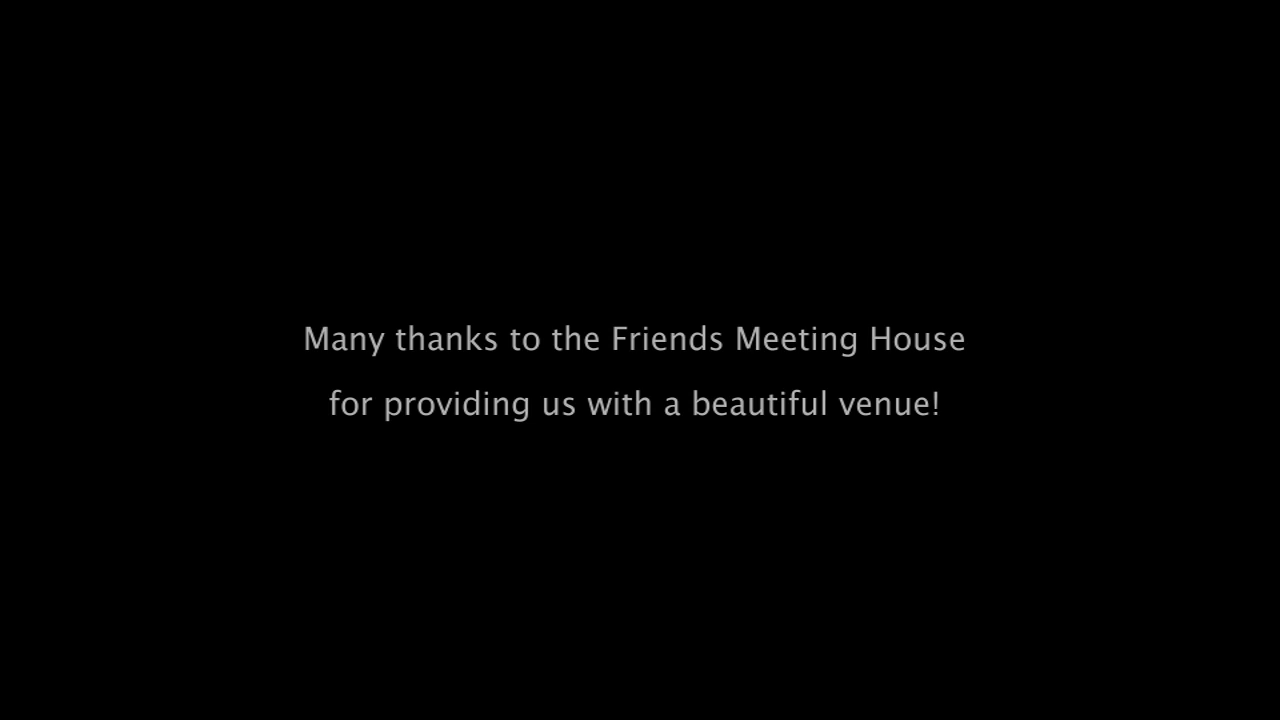 Many thanks to the Friends Meeting House
for providing us with a beautiful venue!